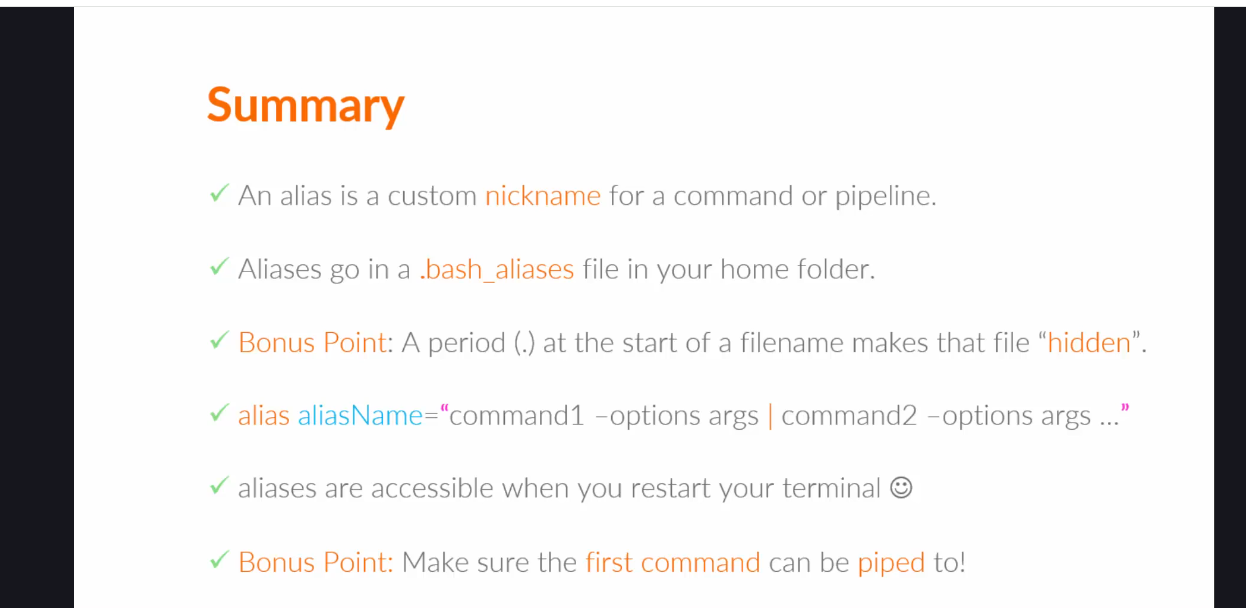 Summary
✓ An alias is a custom nickname for a command or pipeline.
✓ Aliases go in a .bash_aliases file in your home folder.
✓ Bonus Point: A period (.) at the start of a filename makes that file “hidden”.
✓ alias aliasName=“command1 –options args | command2 –options args …”
✓ aliases are accessible when you restart your terminal ☺
✓ Bonus Point: Make sure the first command can be piped to!